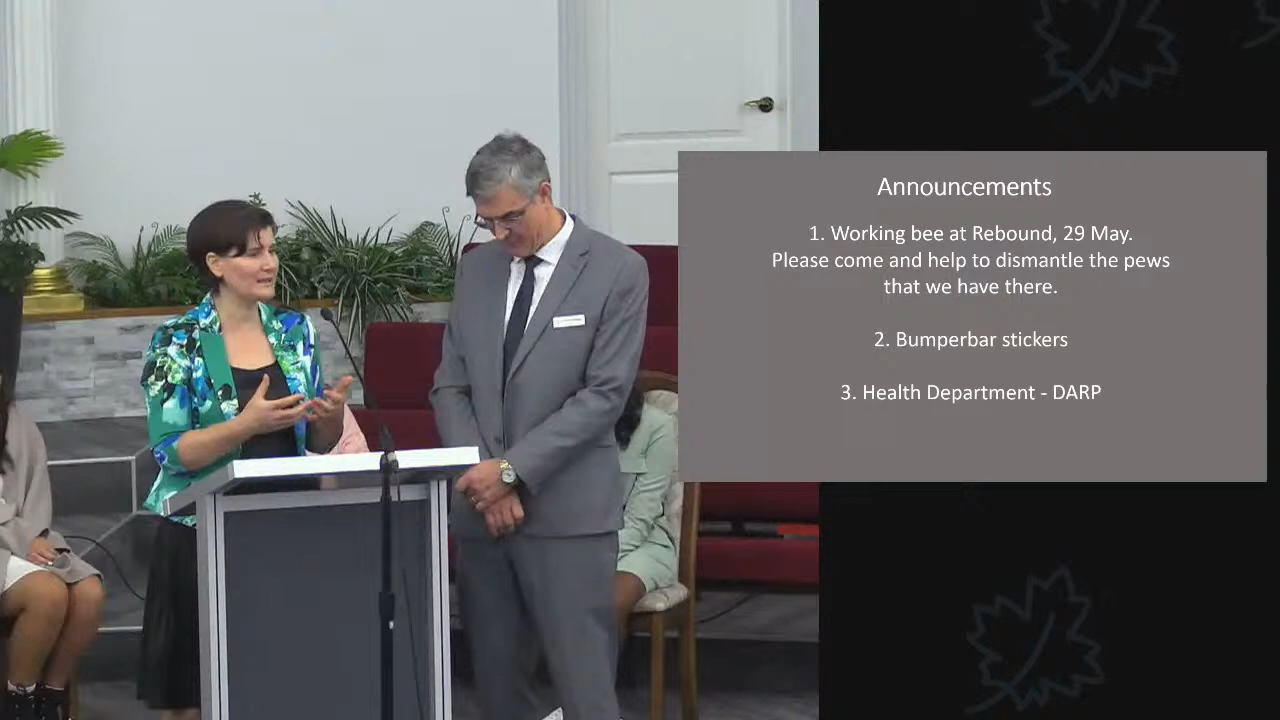 Announcements
1. Working bee at Rebound, 29 May.
Please come and help to dismantle the pews
that we have there.
2. Bumperbar stickers
3. Health Department - DARP